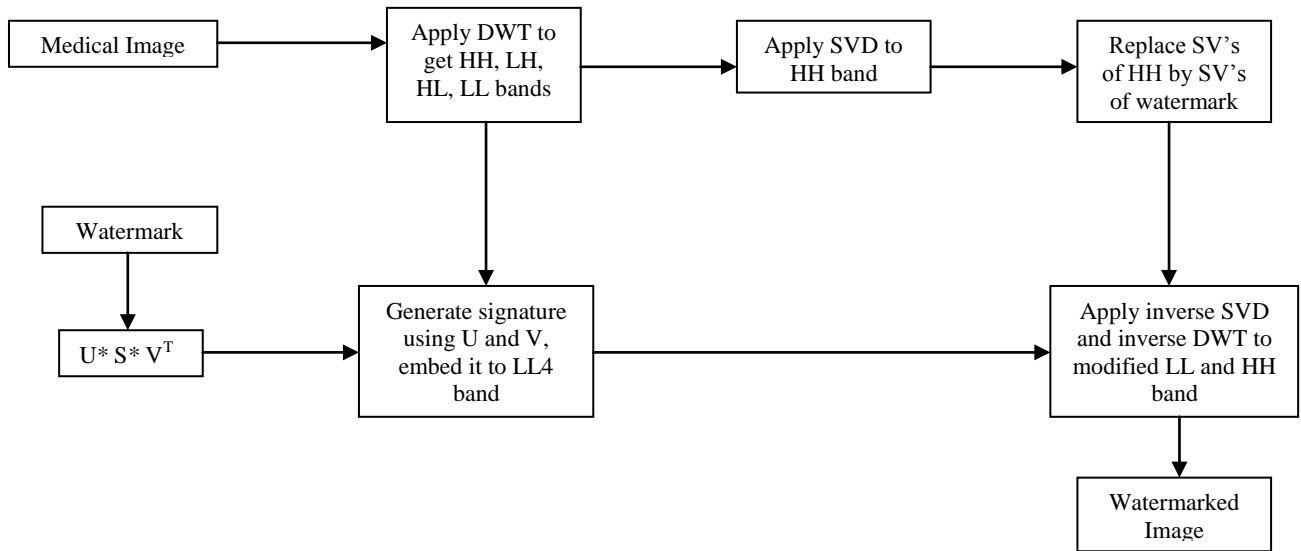 Medical Image
Apply DWT to
get HH, LH,
HL, LL bands
Apply SVD to
HH band
Replace SV’s
of HH by SV’s
of watermark
Watermark
U* S* Vᵀ
Generate signature
using U and V,
embed it to LL4
band
Apply inverse SVD
and inverse DWT to
modified LL and HH
band
Watermarked
Image